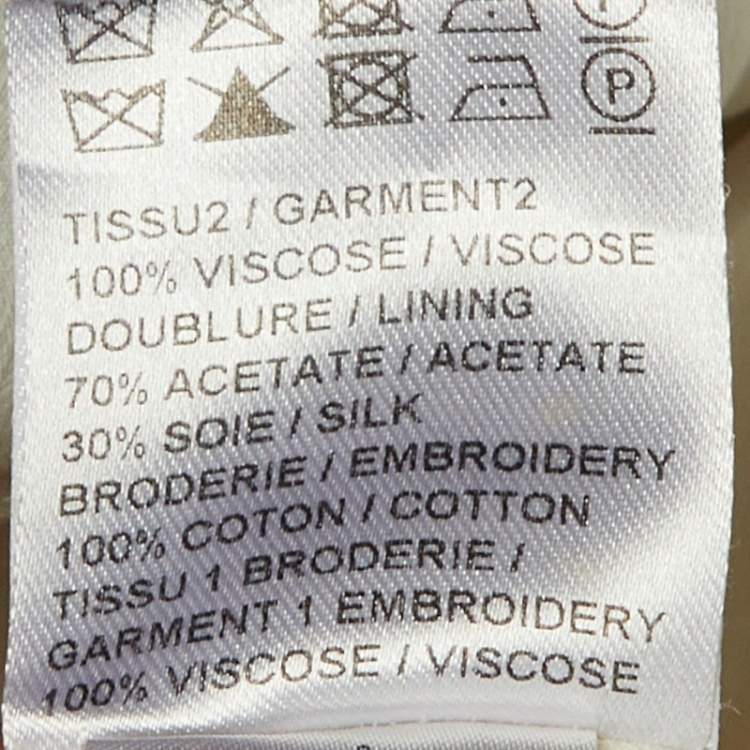 P
TISSU2 / GARMENT2
100% VISCOSE / VISCOSE
DOUBLURE / LINING
70% ACETATE / ACETATE
30% SOIE / SILK
BRODERIE / EMBROIDERY
100% COTON / COTTON
TISSU 1 BRODERIE /
GARMENT 1 EMBROIDERY
100% VISCOSE / VISCOSE